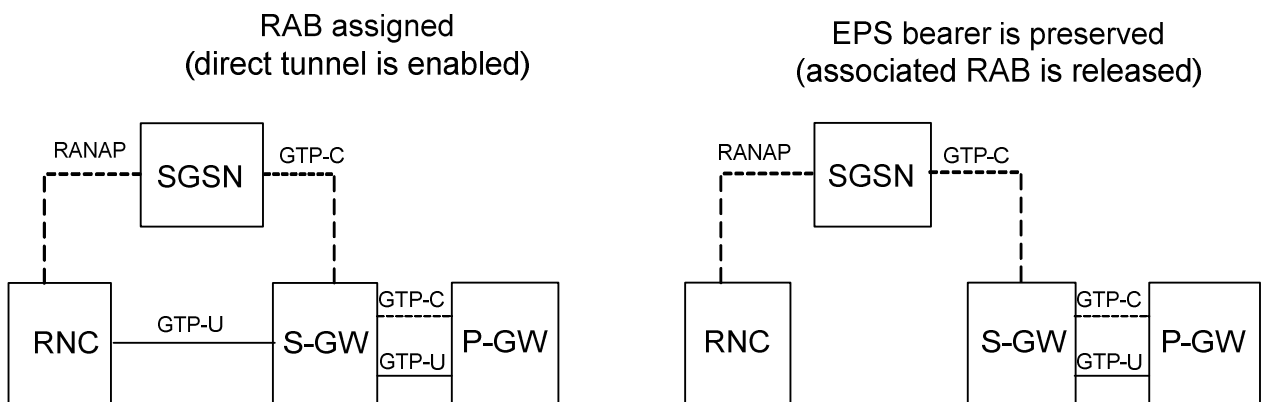 RAB assigned
(direct tunnel is enabled)
RANAP
SGSN
GTP-C
RNC
GTP-U
S-GW
GTP-C
GTP-U
P-GW
EPS bearer is preserved
(associated RAB is released)
RANAP
SGSN
GTP-C
RNC
S-GW
GTP-C
GTP-U
P-GW